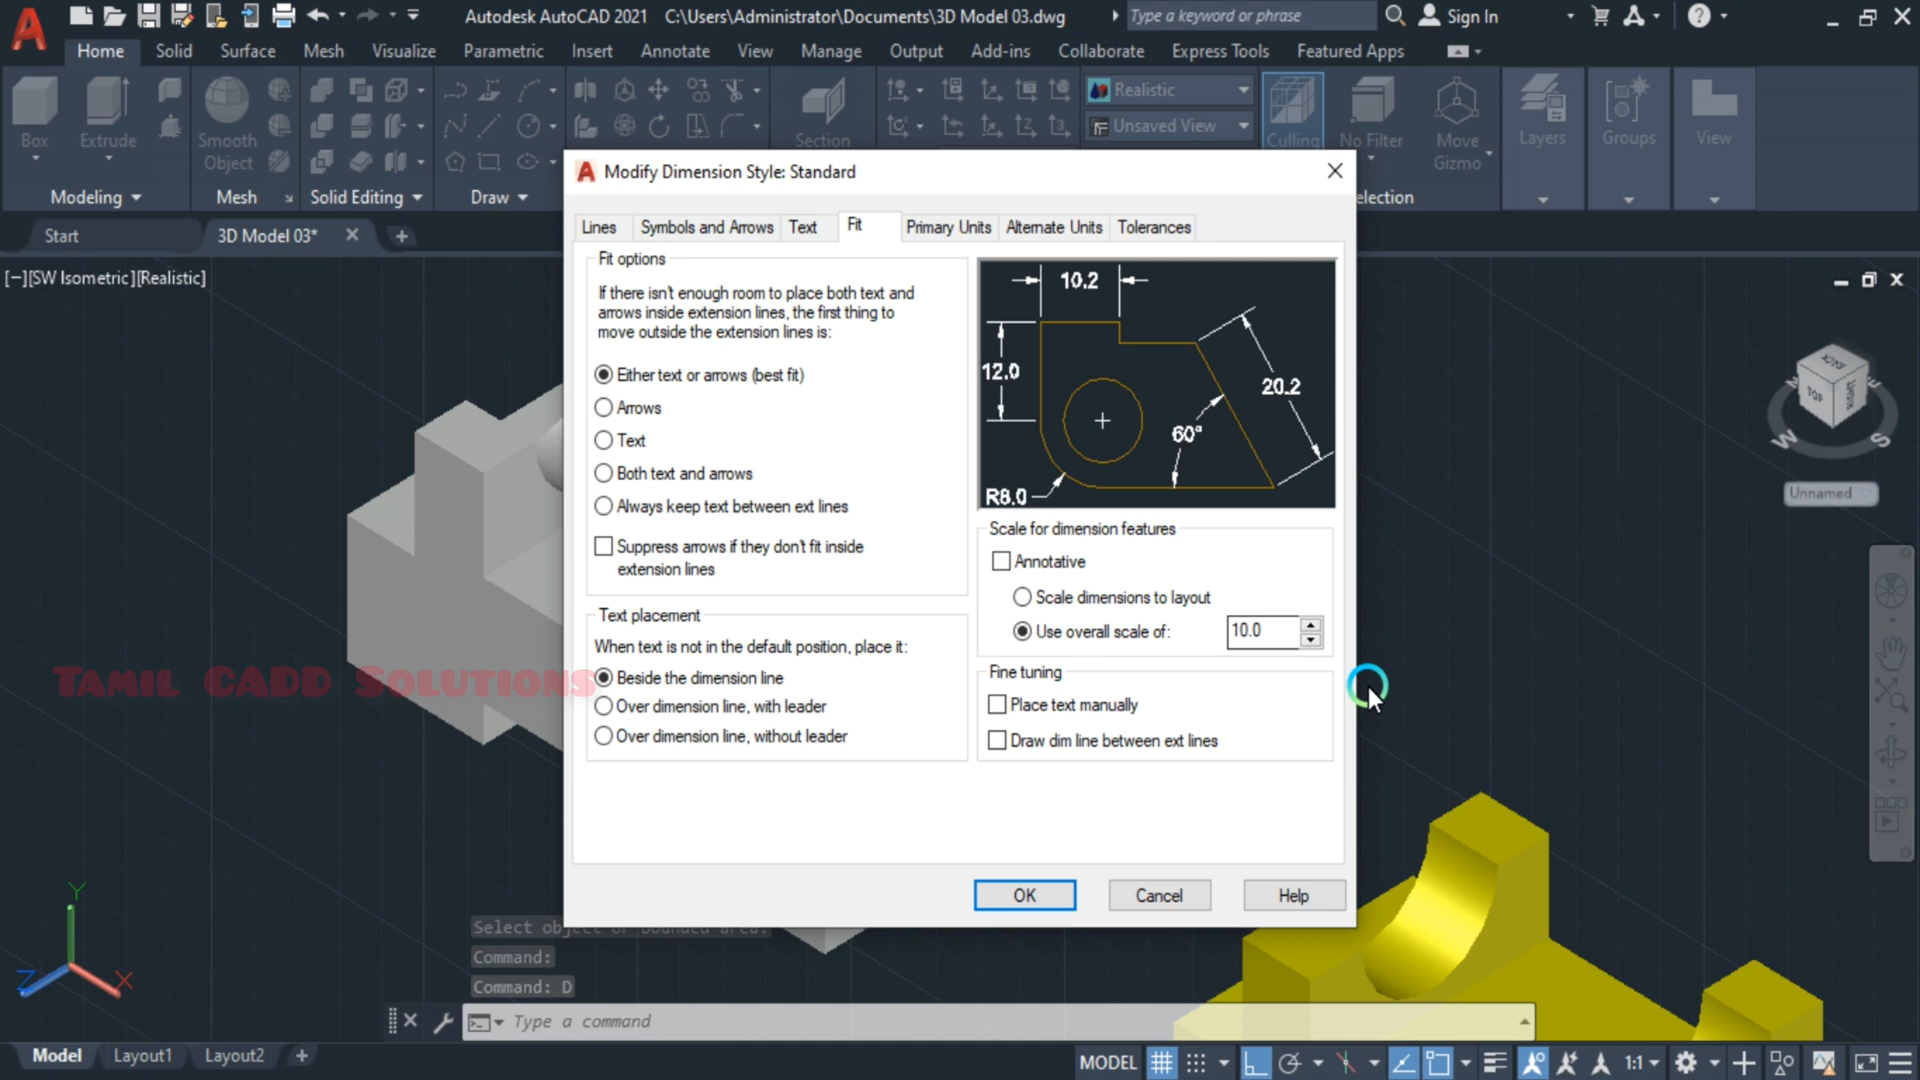 Autodesk AutoCAD 2021 C:\Users\Administrator\Documents\3D Model 03.dwg Type a keyword or phrase Sign In
Home Solid Surface Mesh Visualize Parametric Insert Annotate View Manage Output Add-ins Collaborate Express Tools Featured Apps
Realistic
Unsaved View
Box Extrude Smooth Object Section Culling No Filter Move Gizmo Layers Groups View
Modeling Mesh Solid Editing Draw election
Start 3D Model 03*
[−][SW Isometric][Realistic]
Modify Dimension Style: Standard
Lines Symbols and Arrows Text Fit Primary Units Alternate Units Tolerances
Fit options
If there isn't enough room to place both text and
arrows inside extension lines, the first thing to
move outside the extension lines is:
Either text or arrows (best fit)
Arrows
Text
Both text and arrows
Always keep text between ext lines
Suppress arrows if they don't fit inside
extension lines
Text placement
When text is not in the default position, place it:
Beside the dimension line
Over dimension line, with leader
Over dimension line, without leader
10.2
12.0
20.2
60°
R8.0
Scale for dimension features
Annotative
Scale dimensions to layout
Use overall scale of: 10.0
Fine tuning
Place text manually
Draw dim line between ext lines
OK Cancel Help
TAMIL CADD SOLUTIONS
BACK
TOP
W S
Unnamed
Y
Z X
Select object or bounded area:
Command:
Command: D
Type a command
Model Layout1 Layout2
MODEL 1:1